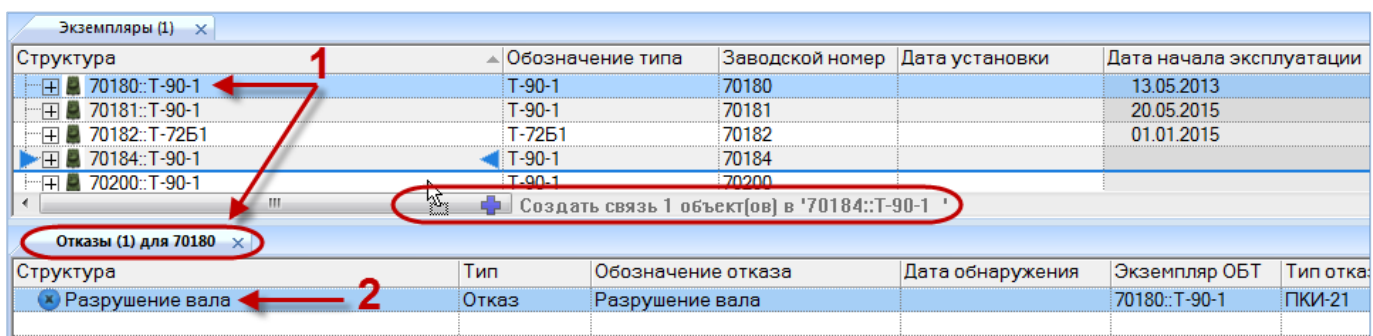 Экземпляры (1)
Структура Обозначение типа Заводской номер Дата установки Дата начала эксплуатации
1
70180::Т-90-1 Т-90-1 70180 13.05.2013
70181::Т-90-1 Т-90-1 70181 20.05.2015
70182::Т-72Б1 Т-72Б1 70182 01.01.2015
70184::Т-90-1 Т-90-1 70184
70200::Т-90-1 Т-90-1 70200
Создать связь 1 объект(ов) в '70184::Т-90-1 '
Отказы (1) для 70180
Структура Тип Обозначение отказа Дата обнаружения Экземпляр ОБТ Тип отказ
Разрушение вала 2 Отказ Разрушение вала 70180::Т-90-1 ПКИ-21